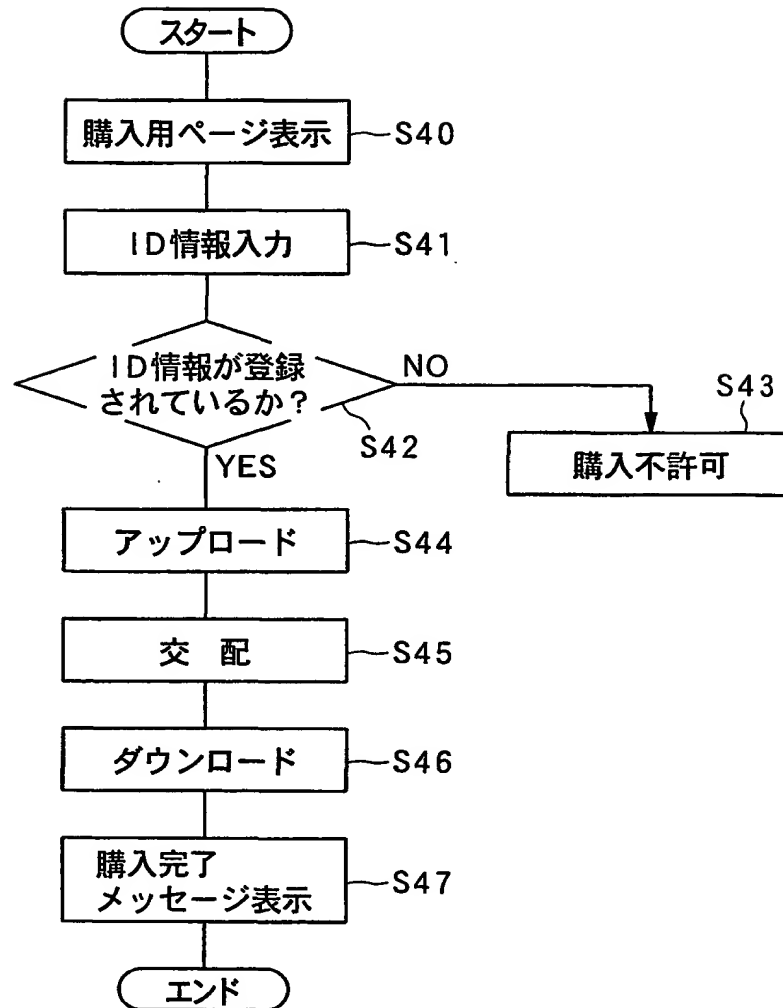 スタート
購入用ページ表示
S40
ID情報入力
S41
ID情報が登録
されているか?
NO
S42
S43
購入不許可
YES
アップロード
S44
交 配
S45
ダウンロード
S46
購入完了
メッセージ表示
S47
エンド